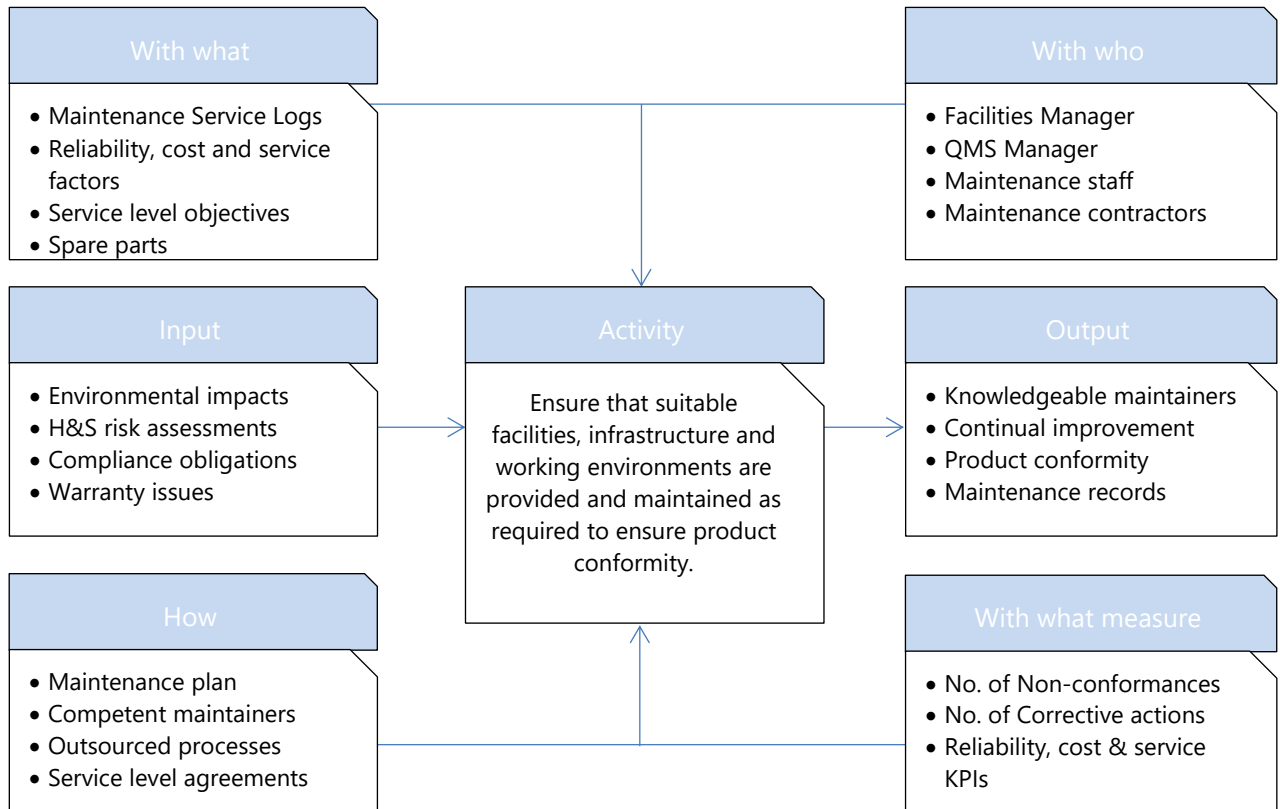 With what
• Maintenance Service Logs
• Reliability, cost and service
factors
• Service level objectives
• Spare parts
With who
• Facilities Manager
• QMS Manager
• Maintenance staff
• Maintenance contractors
Input
• Environmental impacts
• H&S risk assessments
• Compliance obligations
• Warranty issues
Activity
Ensure that suitable
facilities, infrastructure and
working environments are
provided and maintained as
required to ensure product
conformity.
Output
• Knowledgeable maintainers
• Continual improvement
• Product conformity
• Maintenance records
How
• Maintenance plan
• Competent maintainers
• Outsourced processes
• Service level agreements
With what measure
• No. of Non-conformances
• No. of Corrective actions
• Reliability, cost & service
KPIs